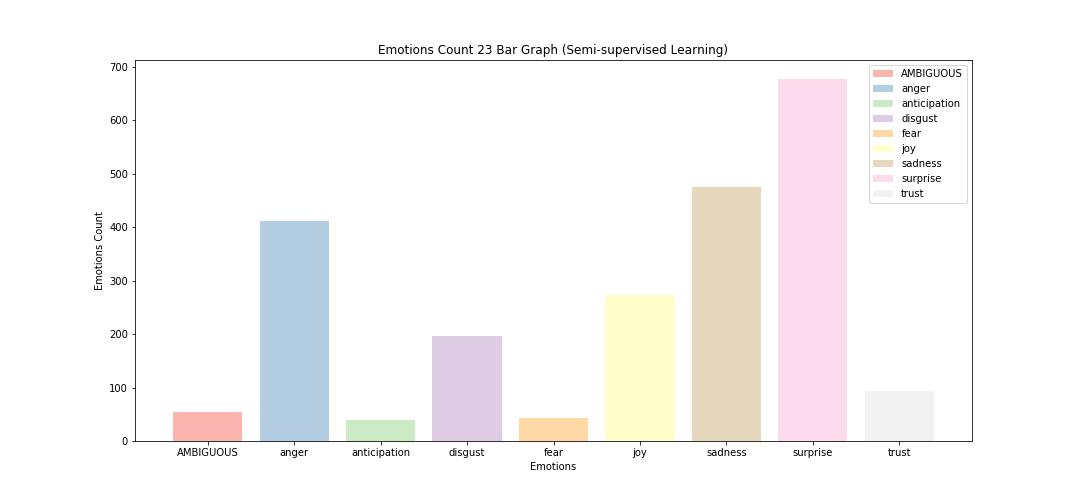 Emotions Count 23 Bar Graph (Semi-supervised Learning)
700
600
500
400
300
200
100
0
Emotions Count
AMBIGUOUS
anger
anticipation
disgust
fear
joy
sadness
surprise
trust
AMBIGUOUS anger anticipation disgust fear joy sadness surprise trust
Emotions